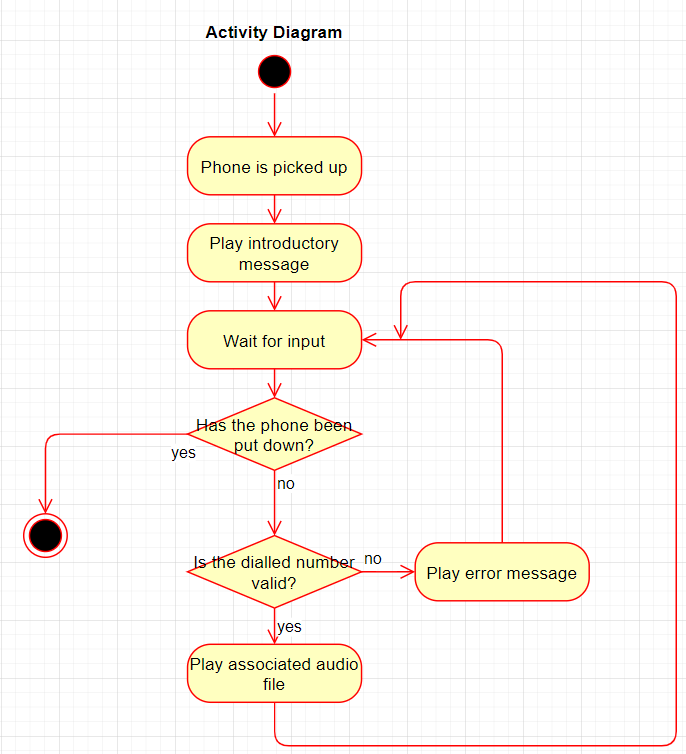 Activity Diagram
Phone is picked up
Play introductory
message
Wait for input
Has the phone been
put down?
yes
no
Is the dialled number
valid?
no
Play error message
yes
Play associated audio
file